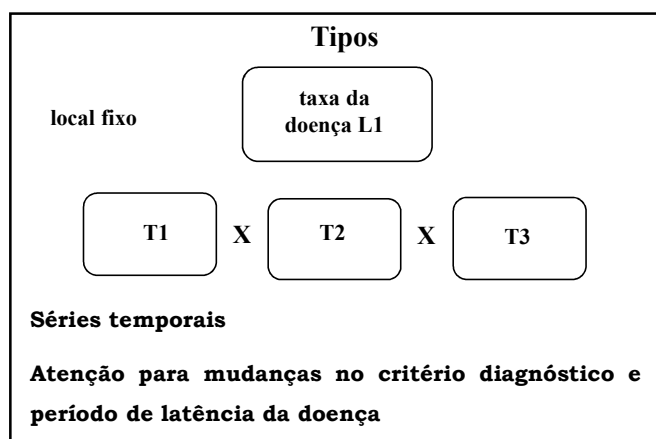 Tipos
local fixo
taxa da
doença L1
T1 X T2 X T3
Séries temporais
Atenção para mudanças no critério diagnóstico e
período de latência da doença